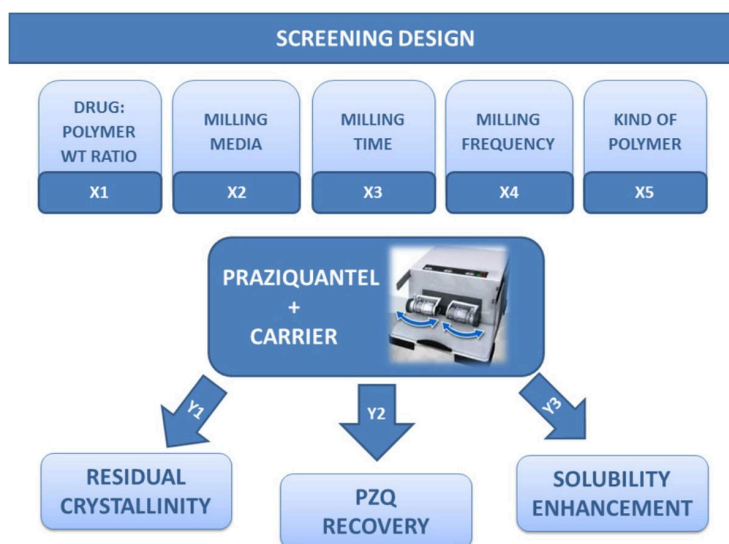 SCREENING DESIGN
DRUG:
POLYMER
WT RATIO
X1
MILLING
MEDIA
X2
MILLING
TIME
X3
MILLING
FREQUENCY
X4
KIND OF
POLYMER
X5
PRAZIQUANTEL
+
CARRIER
Y1
Y2
Y3
RESIDUAL
CRYSTALLINITY
PZQ
RECOVERY
SOLUBILITY
ENHANCEMENT